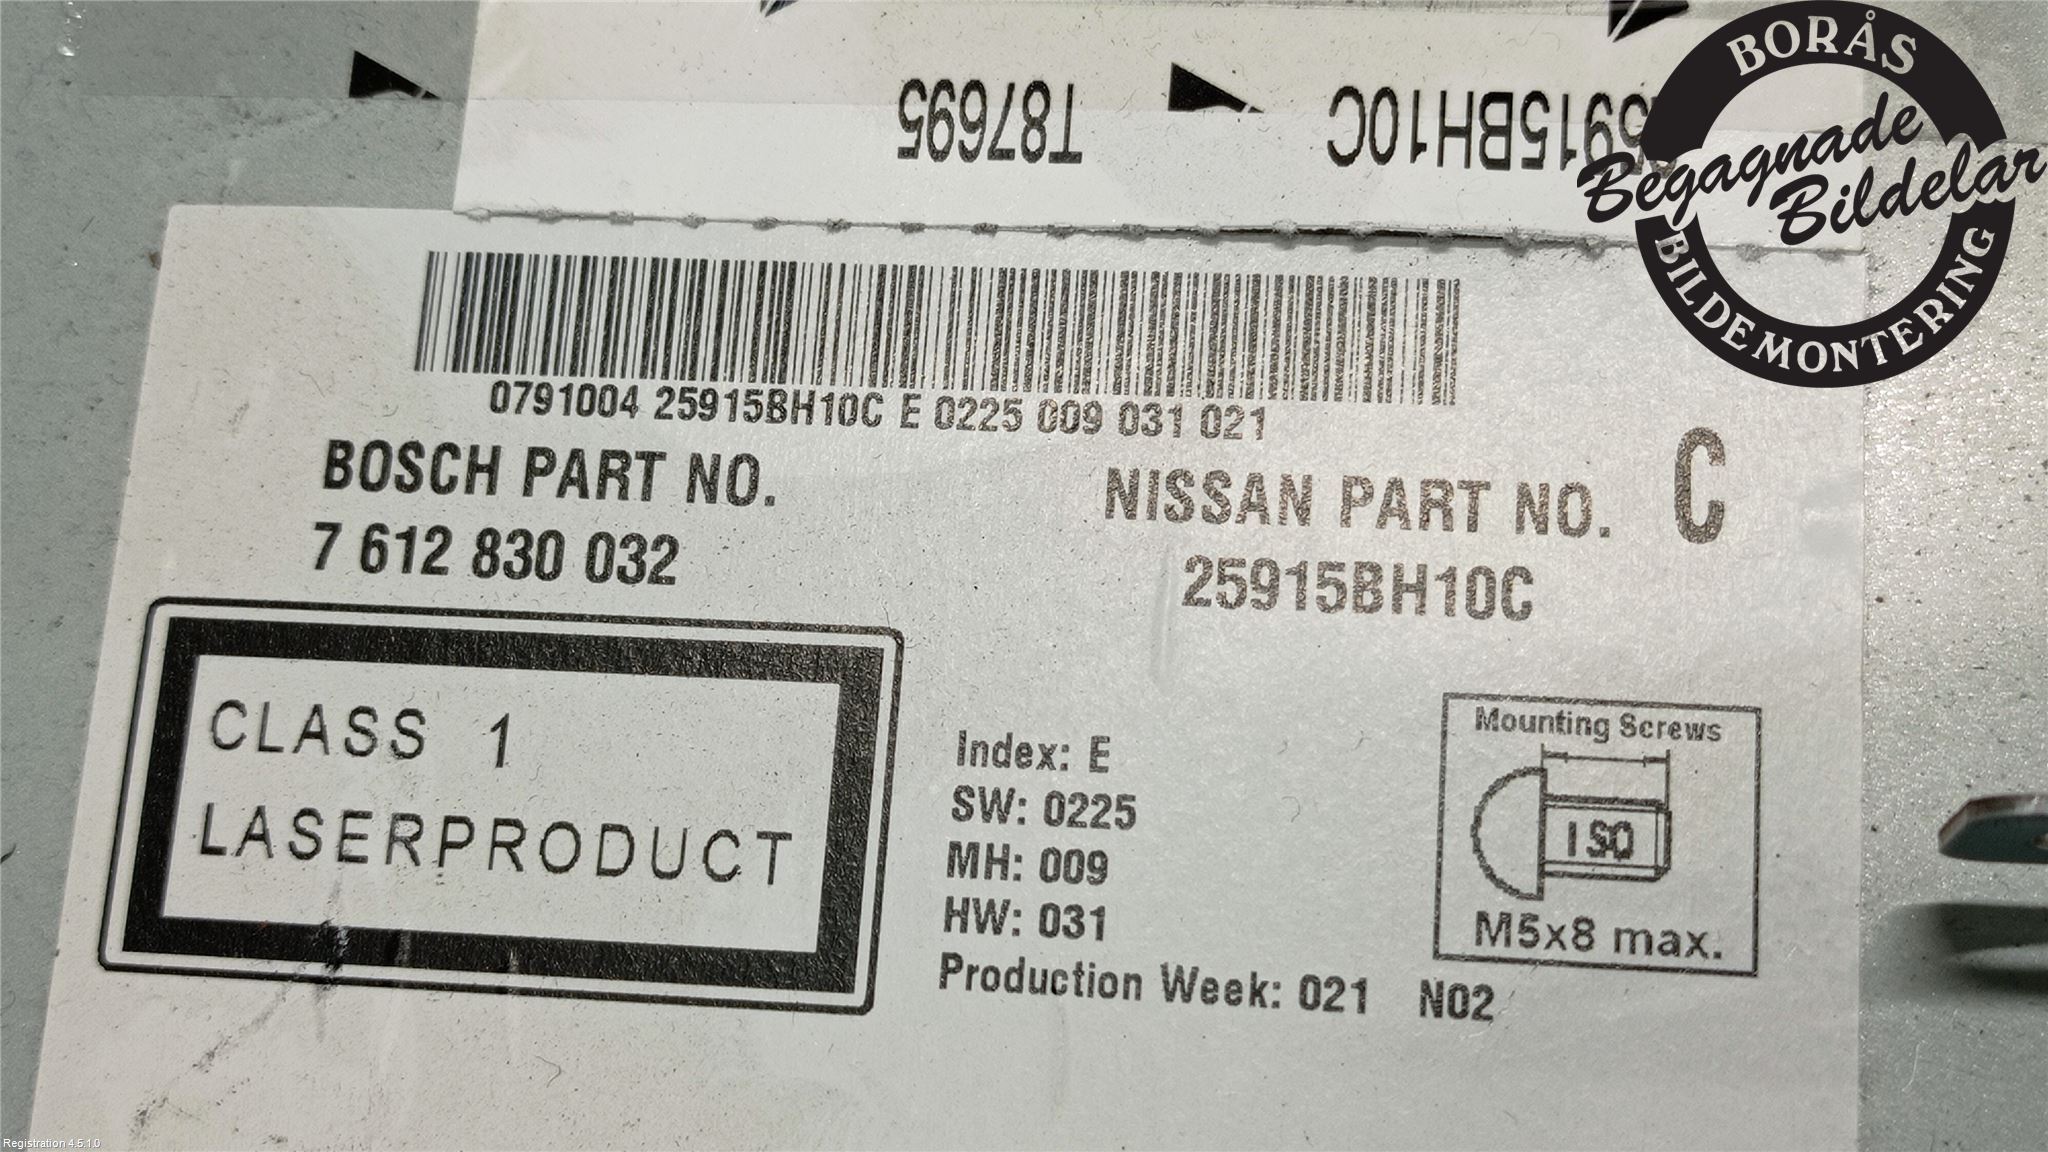 BORÅS
Begagnade
Bildelar
BILDEMONTERING
T87695
5915BH10C
0791004 25915BH10C E 0225 009 031 021
BOSCH PART NO.
7 612 830 032
NISSAN PART NO. C
25915BH10C
CLASS 1
LASERPRODUCT
Index: E
SW: 0225
MH: 009
HW: 031
Production Week: 021 N02
Mounting Screws
ISO
M5x8 max.
Registration 4.5.1.0